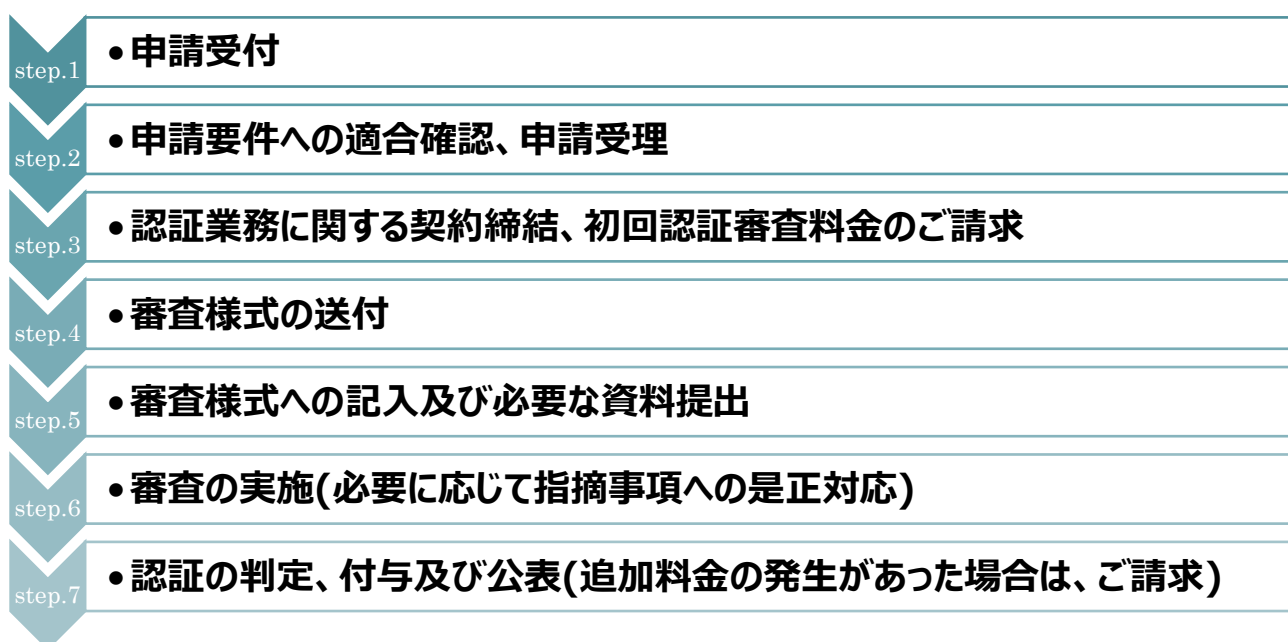 step.1 •申請受付
step.2 •申請要件への適合確認、申請受理
step.3 •認証業務に関する契約締結、初回認証審査料金のご請求
step.4 •審査様式の送付
step.5 •審査様式への記入及び必要な資料提出
step.6 •審査の実施(必要に応じて指摘事項への是正対応)
step.7 •認証の判定、付与及び公表(追加料金の発生があった場合は、ご請求)